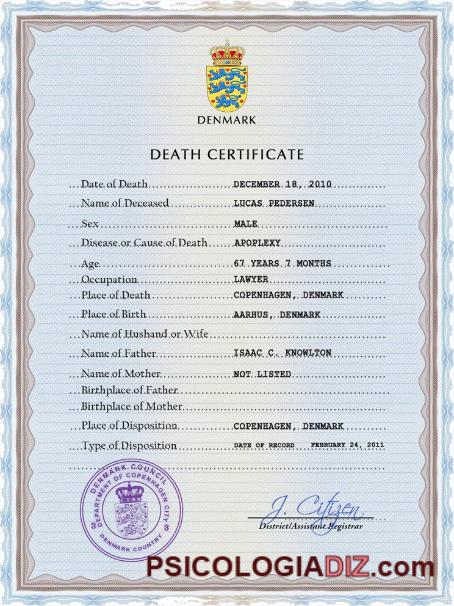 DENMARK
DEATH CERTIFICATE
Date of Death DECEMBER 18, 2010
Name of Deceased LUCAS PEDERSEN
Sex MALE
Disease or Cause of Death APOPLEXY
Age 67 YEARS 7 MONTHS
Occupation LAWYER
Place of Death COPENHAGEN, DENMARK
Place of Birth AARHUS, DENMARK
Name of Husband or Wife
Name of Father ISAAC C. KNOWLTON
Name of Mother NOT LISTED
Birthplace of Father
Birthplace of Mother
Place of Disposition COPENHAGEN, DENMARK
Type of Disposition DATE OF RECORD FEBRUARY 24, 2011
DENMARK COUNCIL
DEPARTMENT OF COPENHAGEN CITY
DENMARK COUNTRY
J. Citizen
District/Assistant Registrar
PSICOLOGIADIZ.com